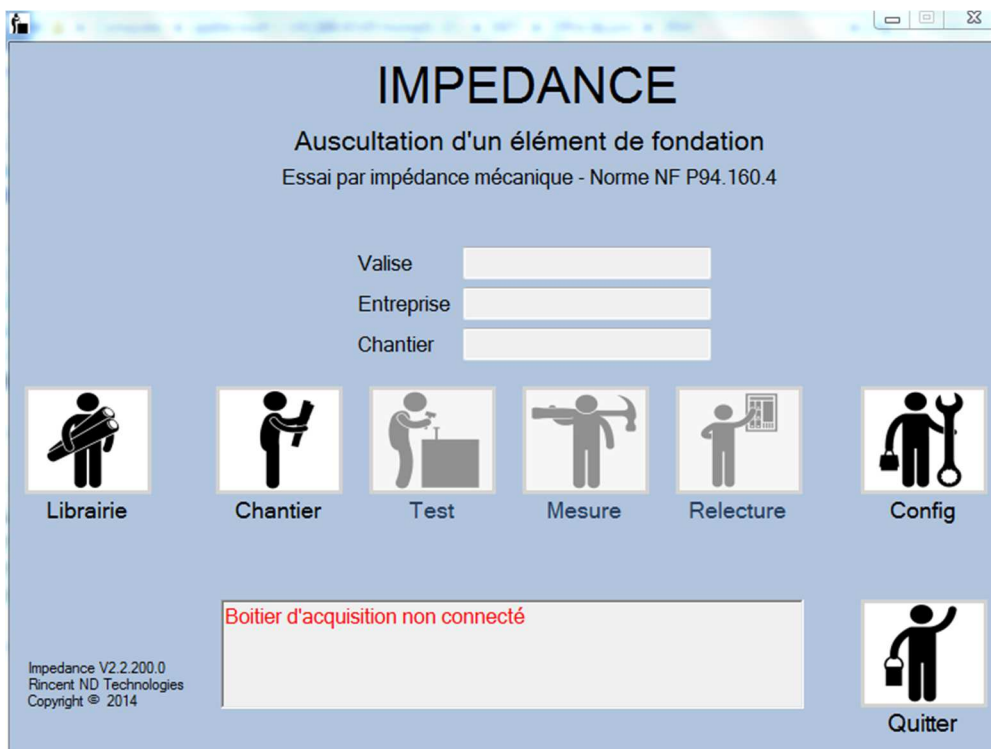 IMPEDANCE
Auscultation d'un élément de fondation
Essai par impédance mécanique - Norme NF P94.160.4
Valise
Entreprise
Chantier
Librairie
Chantier
Test
Mesure
Relecture
Config
Boitier d'acquisition non connecté
Impedance V2.2.200.0
Rincent ND Technologies
Copyright © 2014
Quitter